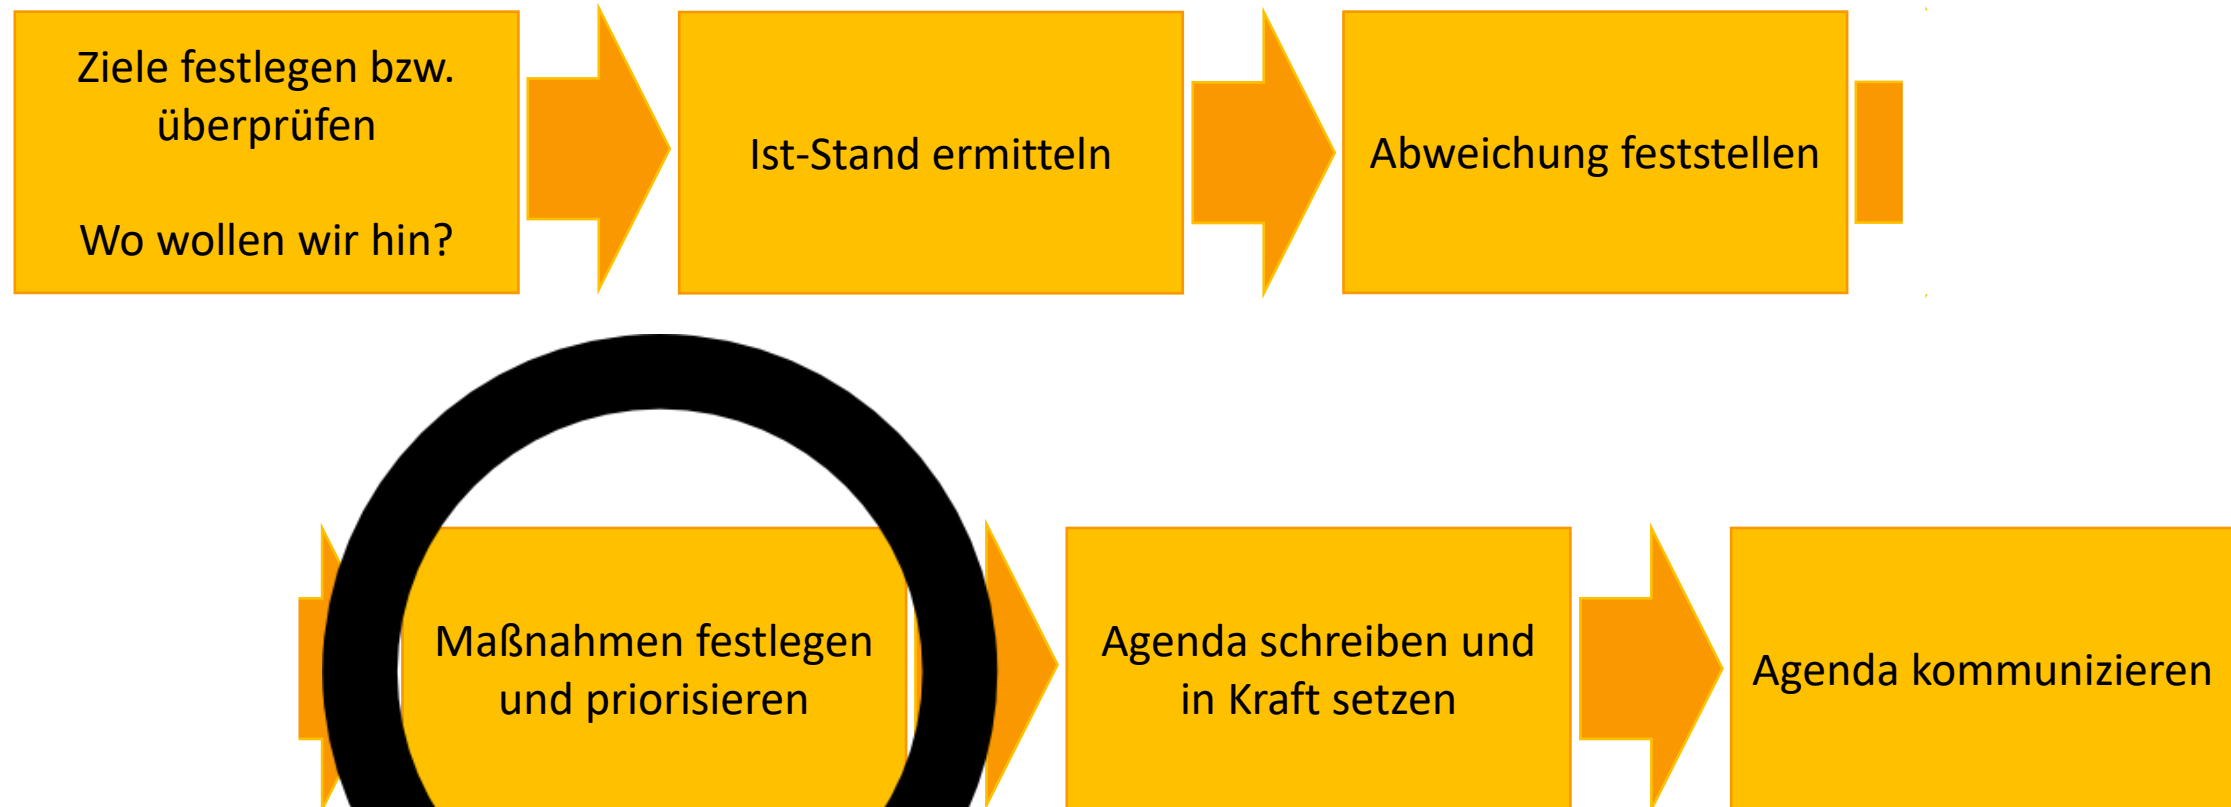 Ziele festlegen bzw.
überprüfen
Wo wollen wir hin?
Ist-Stand ermitteln
Abweichung feststellen
Maßnahmen festlegen
und priorisieren
Agenda schreiben und
in Kraft setzen
Agenda kommunizieren